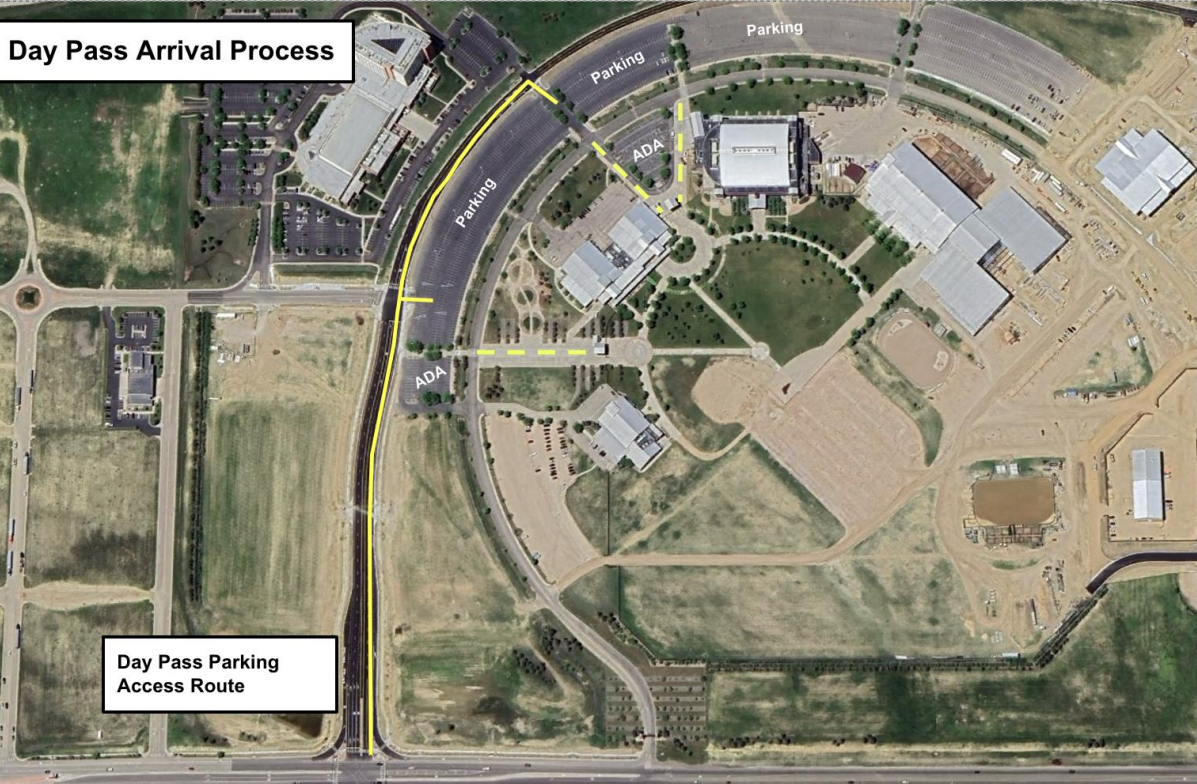 Day Pass Arrival Process
Parking
Parking
ADA
Parking
ADA
Day Pass Parking
Access Route